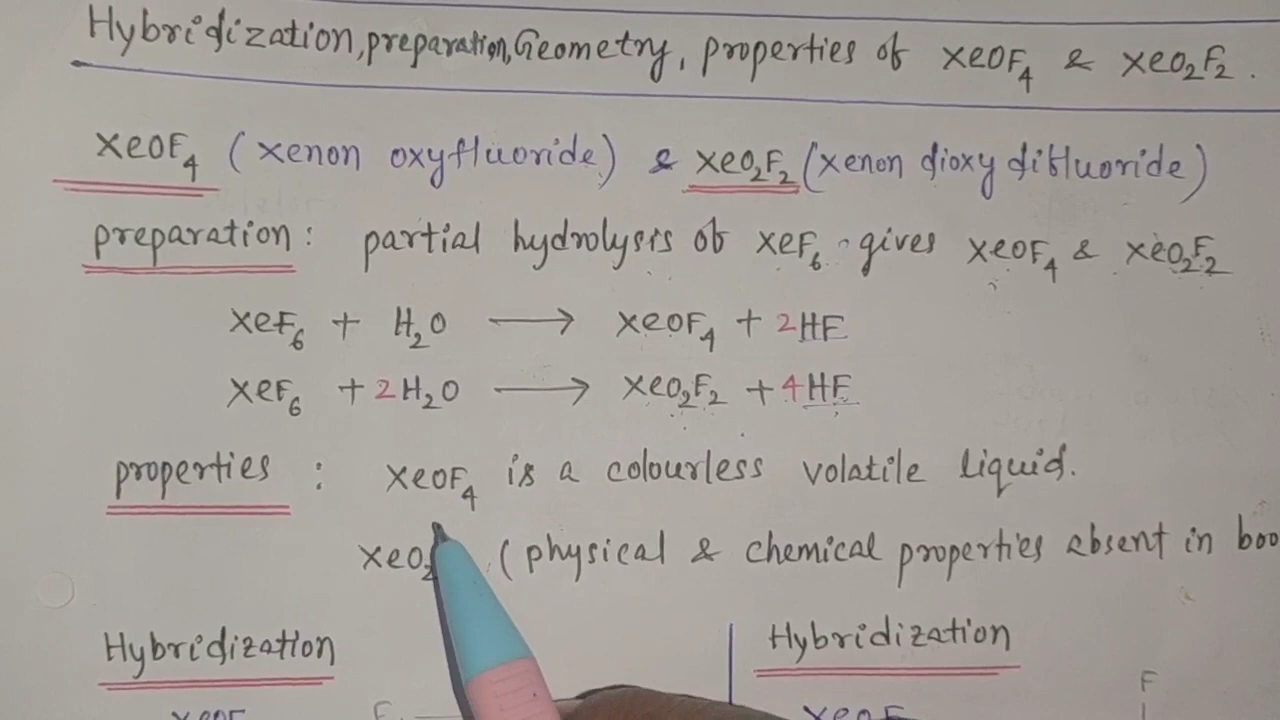 Hybridization, preparation, Geometry, properties of XeOF₄ & XeO₂F₂.
XeOF₄ (xenon oxyfluoride) & XeO₂F₂ (xenon dioxy difluoride)
preparation: partial hydrolysis of XeF₆ gives XeOF₄ & XeO₂F₂
XeF₆ + H₂O ⟶ XeOF₄ + 2HF
XeF₆ + 2H₂O ⟶ XeO₂F₂ + 4HF
properties : XeOF₄ is a colourless volatile liquid.
XeO₂ (physical & chemical properties absent in boo
Hybridization Hybridization
F
F